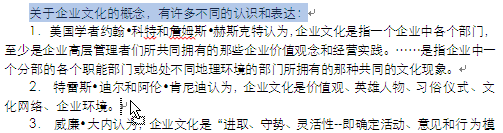 关于企业文化的概念，有许多不同的认识和表达：
1. 美国学者约翰·科特和詹姆斯·赫斯克特认为，企业文化是指一个企业中各个部门，
至少是企业高层管理者们所共同拥有的那些企业价值观念和经营实践。……是指企业中一
个分部的各个职能部门或地处不同地理环境的部门所拥有的那种共同的文化现象。
2. 特雷斯·迪尔和阿伦·肯尼迪认为，企业文化是价值观、英雄人物、习俗仪式、文
化网络、企业环境。
3. 威廉·大内认为，企业文化是“进取、守势、灵活性--即确定活动、意见和行为模